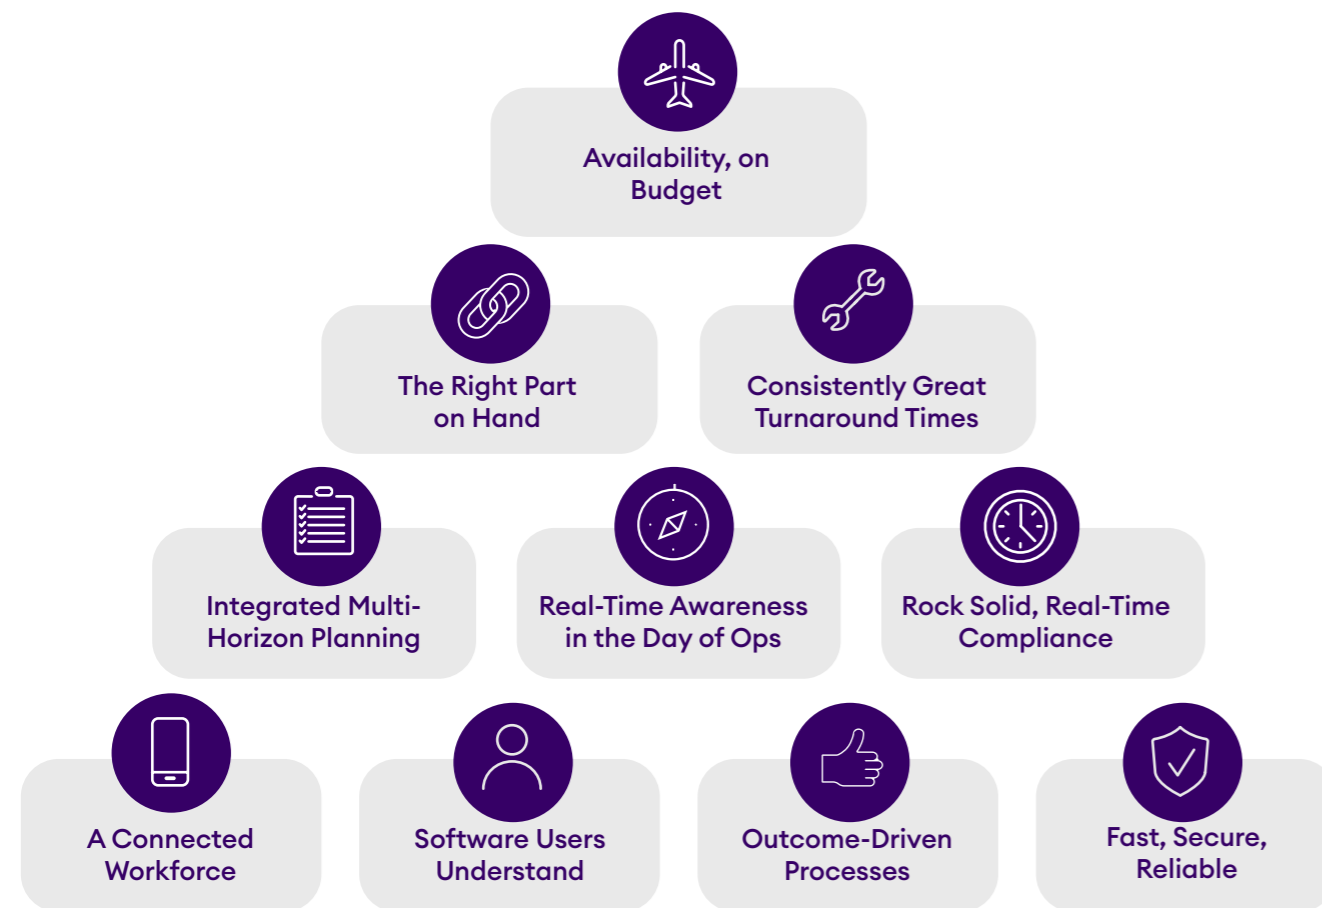 Availability, on
Budget
The Right Part
on Hand
Consistently Great
Turnaround Times
Integrated Multi-
Horizon Planning
Real-Time Awareness
in the Day of Ops
Rock Solid, Real-Time
Compliance
A Connected
Workforce
Software Users
Understand
Outcome-Driven
Processes
Fast, Secure,
Reliable